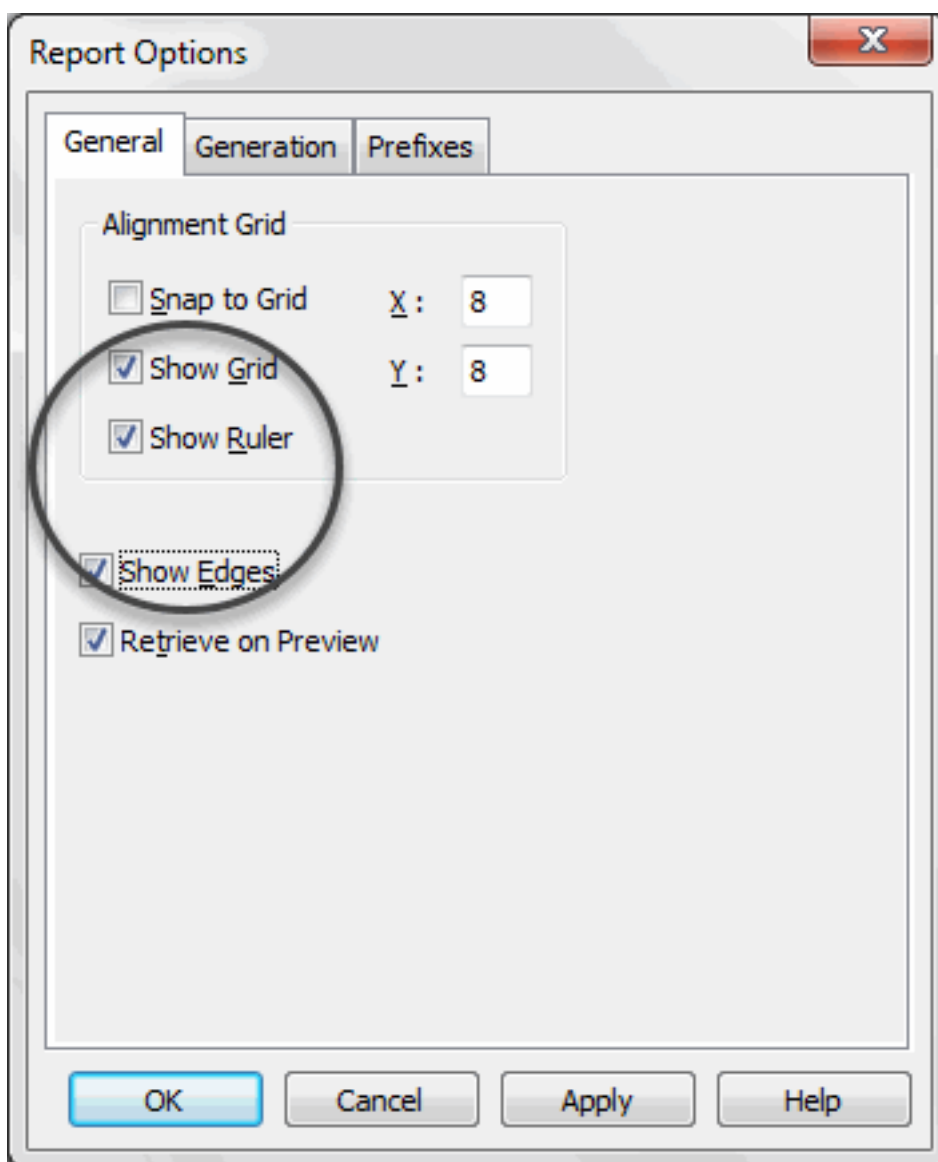 Report Options
General Generation Prefixes
Alignment Grid
Snap to Grid X : 8
Show Grid Y : 8
Show Ruler
Show Edges
Retrieve on Preview
OK Cancel Apply Help